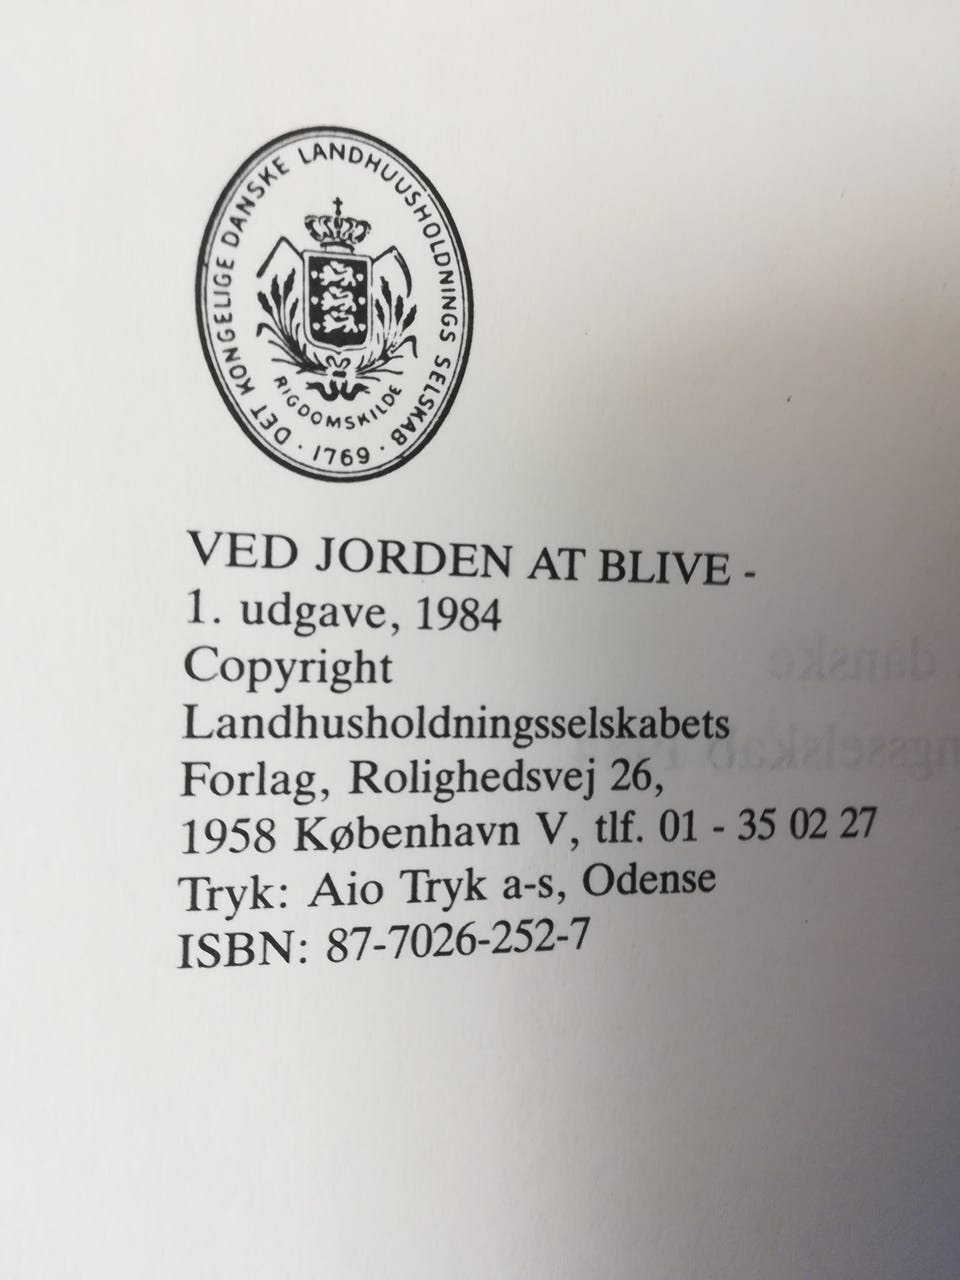 DET KONGELIGE DANSKE LANDHUUSHOLDNINGS SELSKAB
RIGDOMSKILDE
· 1769 ·
VED JORDEN AT BLIVE -
1. udgave, 1984
Copyright
Landhusholdningsselskabets
Forlag, Rolighedsvej 26,
1958 København V, tlf. 01 - 35 02 27
Tryk: Aio Tryk a-s, Odense
ISBN: 87-7026-252-7
danske